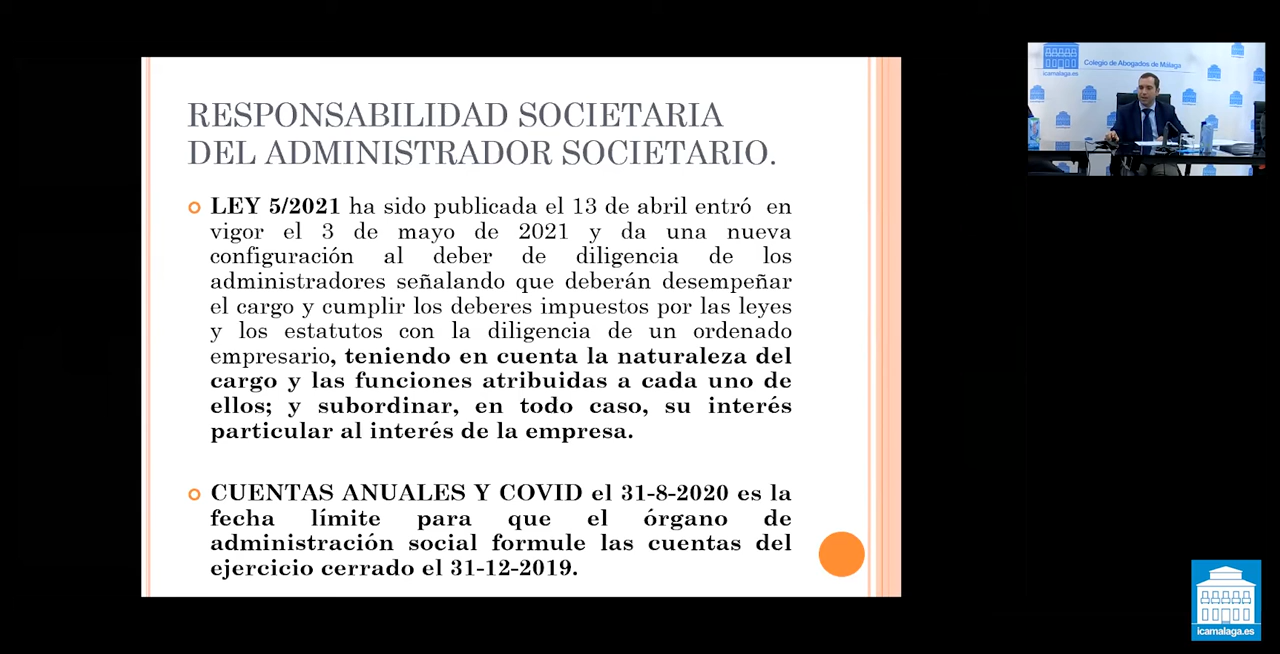 RESPONSABILIDAD SOCIETARIA
DEL ADMINISTRADOR SOCIETARIO.
LEY 5/2021 ha sido publicada el 13 de abril entró en
vigor el 3 de mayo de 2021 y da una nueva
configuración al deber de diligencia de los
administradores señalando que deberán desempeñar
el cargo y cumplir los deberes impuestos por las leyes
y los estatutos con la diligencia de un ordenado
empresario, teniendo en cuenta la naturaleza del
cargo y las funciones atribuidas a cada uno de
ellos; y subordinar, en todo caso, su interés
particular al interés de la empresa.
CUENTAS ANUALES Y COVID el 31-8-2020 es la
fecha límite para que el órgano de
administración social formule las cuentas del
ejercicio cerrado el 31-12-2019.
Colegio de Abogados de Málaga
icamalaga.es
icamalaga.es